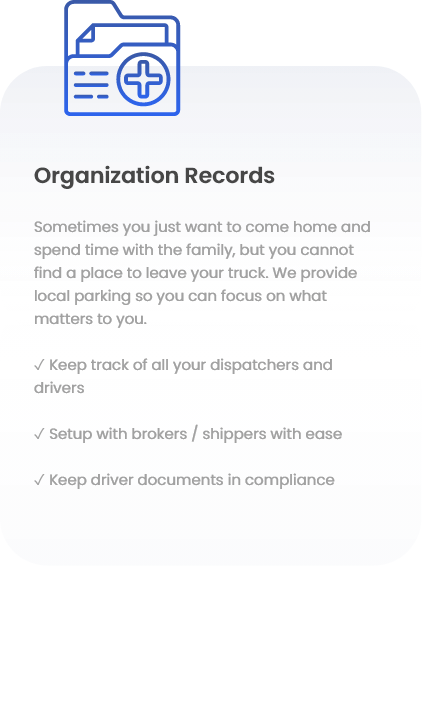 Organization Records
Sometimes you just want to come home and
spend time with the family, but you cannot
find a place to leave your truck. We provide
local parking so you can focus on what
matters to you.
✓ Keep track of all your dispatchers and
drivers
✓ Setup with brokers / shippers with ease
✓ Keep driver documents in compliance